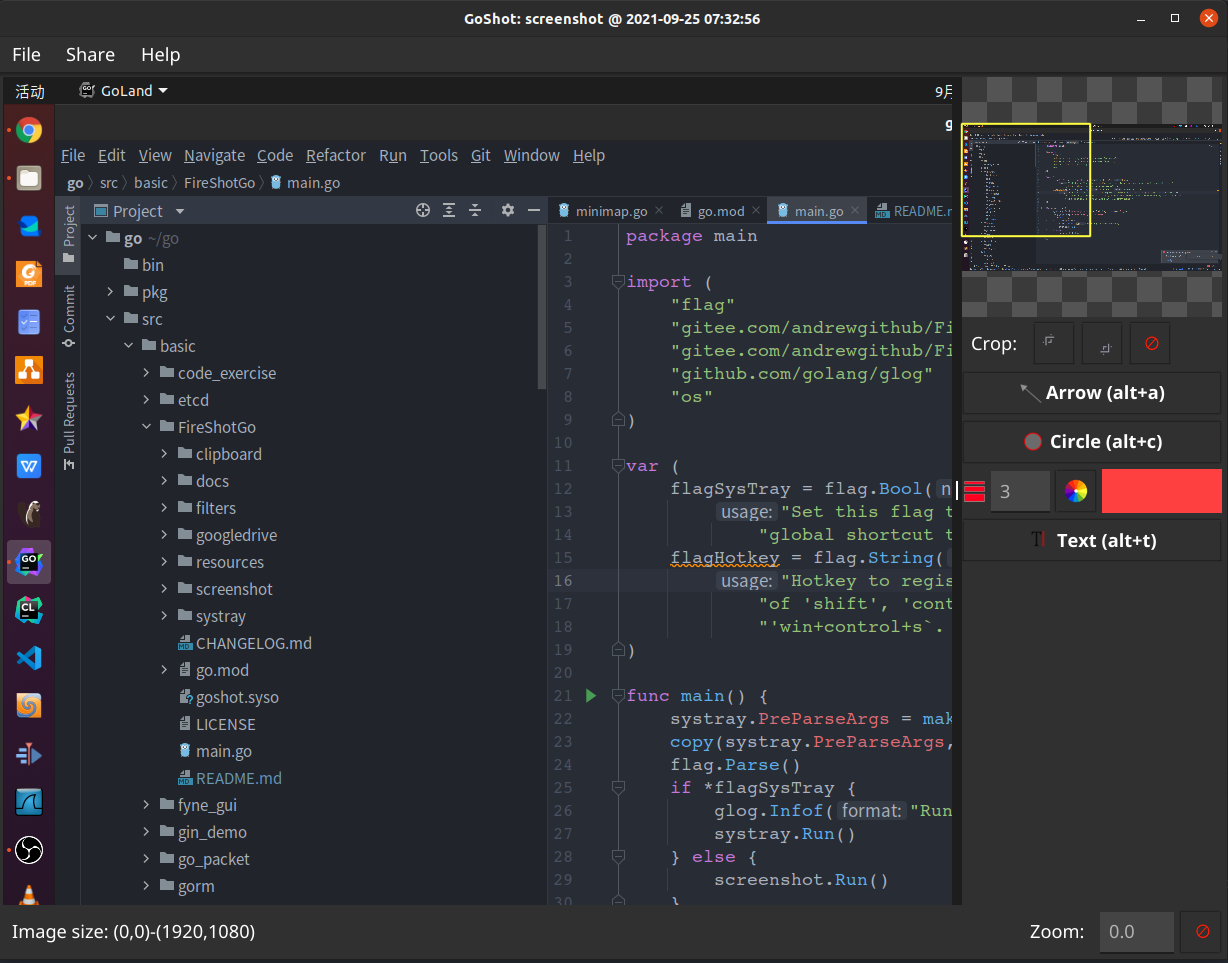 GoShot: screenshot @ 2021-09-25 07:32:56
File Share Help
活动 GoLand 9月
g
File Edit View Navigate Code Refactor Run Tools Git Window Help
go src basic FireShotGo main.go
Project
minimap.go go.mod main.go README.m
Project
Commit
Pull Requests
go ~/go
bin
pkg
src
basic
code_exercise
etcd
FireShotGo
clipboard
docs
filters
googledrive
resources
screenshot
systray
CHANGELOG.md
go.mod
goshot.syso
LICENSE
main.go
README.md
fyne_gui
gin_demo
go_packet
gorm
1 package main
2
3 import (
4 "flag"
5 "gitee.com/andrewgithub/Fi
6 "gitee.com/andrewgithub/Fi
7 "github.com/golang/glog"
8 "os"
9 )
10
11 var (
12 flagSysTray = flag.Bool( n
13 usage: "Set this flag t
14 "global shortcut t
15 flagHotkey = flag.String(
16 usage: "Hotkey to regis
17 "of 'shift', 'cont
18 "'win+control+s`.
19 )
20
21 func main() {
22 systray.PreParseArgs = mak
23 copy(systray.PreParseArgs,
24 flag.Parse()
25 if *flagSysTray {
26 glog.Infof( format: "Run
27 systray.Run()
28 } else {
29 screenshot.Run()
30 }
Crop:
Arrow (alt+a)
Circle (alt+c)
3
Text (alt+t)
Image size: (0,0)-(1920,1080)
Zoom: 0.0